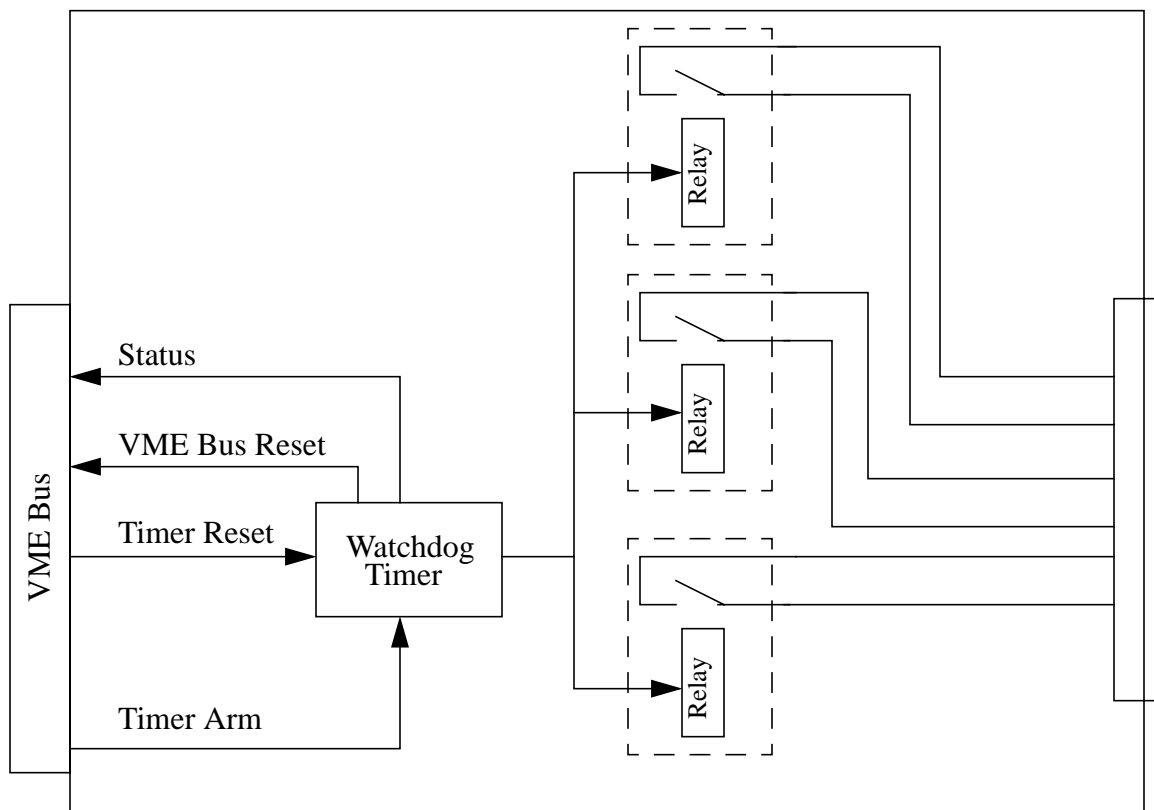 Relay
Relay
Status
VME Bus Reset
VME Bus
Timer Reset
Watchdog
Timer
Relay
Timer Arm